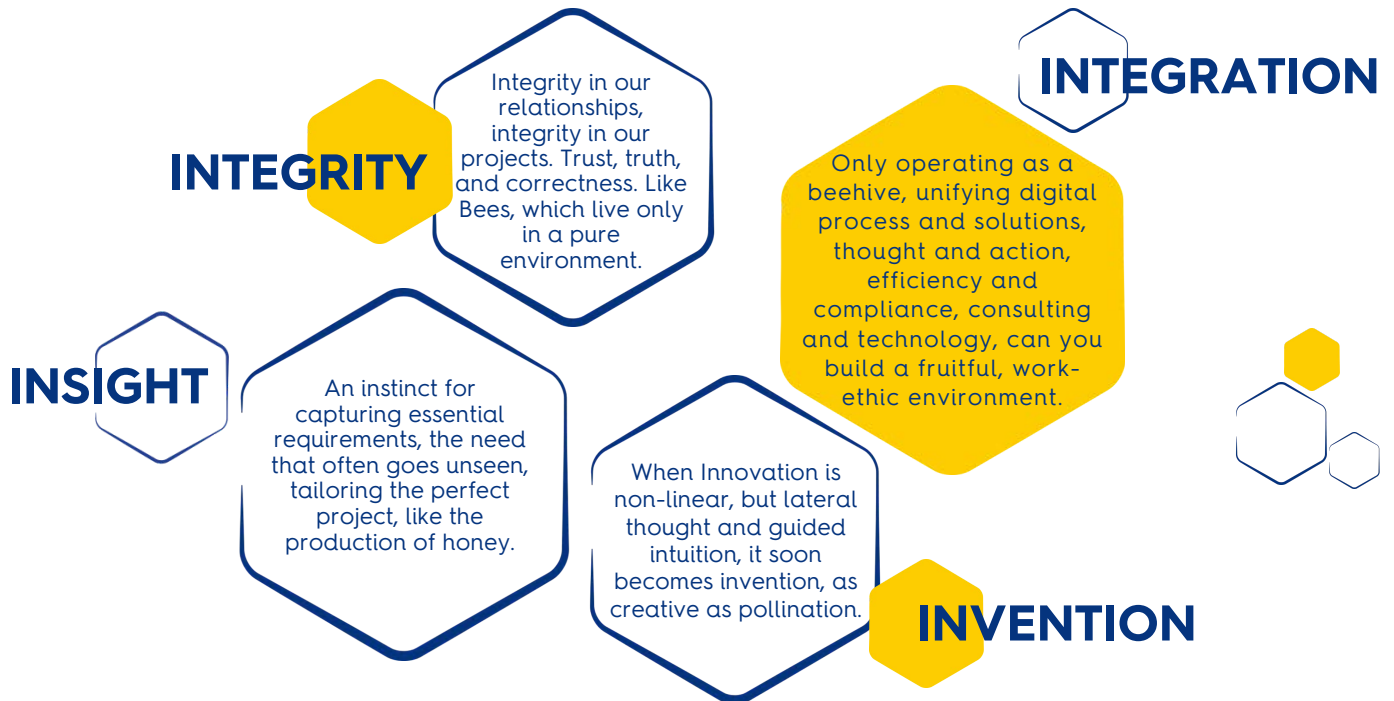 INTEGRITY
Integrity in our
relationships,
integrity in our
projects. Trust, truth,
and correctness. Like
Bees, which live only
in a pure
environment.
INTEGRATION
Only operating as a
beehive, unifying digital
process and solutions,
thought and action,
efficiency and
compliance, consulting
and technology, can you
build a fruitful, work-
ethic environment.
INSIGHT
An instinct for
capturing essential
requirements, the need
that often goes unseen,
tailoring the perfect
project, like the
production of honey.
When Innovation is
non-linear, but lateral
thought and guided
intuition, it soon
becomes invention, as
creative as pollination.
INVENTION